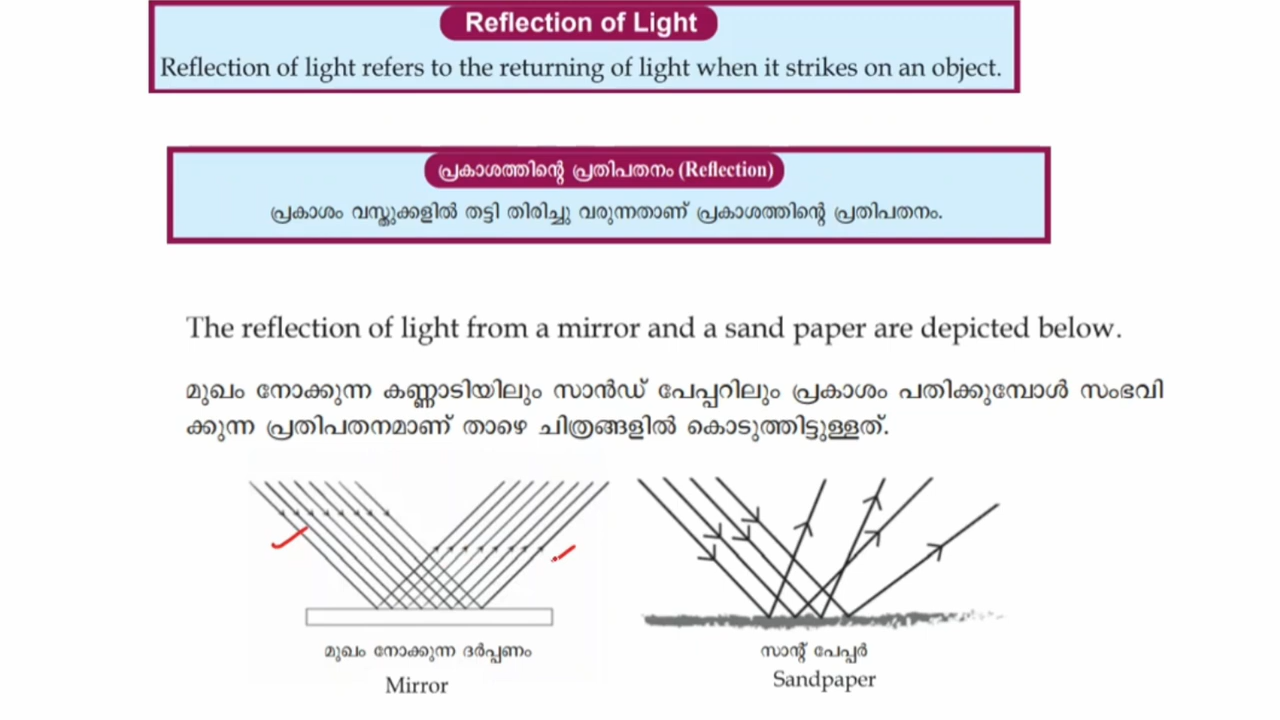 Reflection of Light
Reflection of light refers to the returning of light when it strikes on an object.
പ്രകാശത്തിന്റെ പ്രതിപതനം (Reflection)
പ്രകാശം വസ്തുക്കളിൽ തട്ടി തിരിച്ചു വരുന്നതാണ് പ്രകാശത്തിന്റെ പ്രതിപതനം.
The reflection of light from a mirror and a sand paper are depicted below.
മുഖം നോക്കുന്ന കണ്ണാടിയിലും സാൻഡ് പേപ്പറിലും പ്രകാശം പതിക്കുമ്പോൾ സംഭവി
ക്കുന്ന പ്രതിപതനമാണ് താഴെ ചിത്രങ്ങളിൽ കൊടുത്തിട്ടുള്ളത്.
മുഖം നോക്കുന്ന ദർപ്പണം
Mirror
സാന്റ് പേപ്പർ
Sandpaper